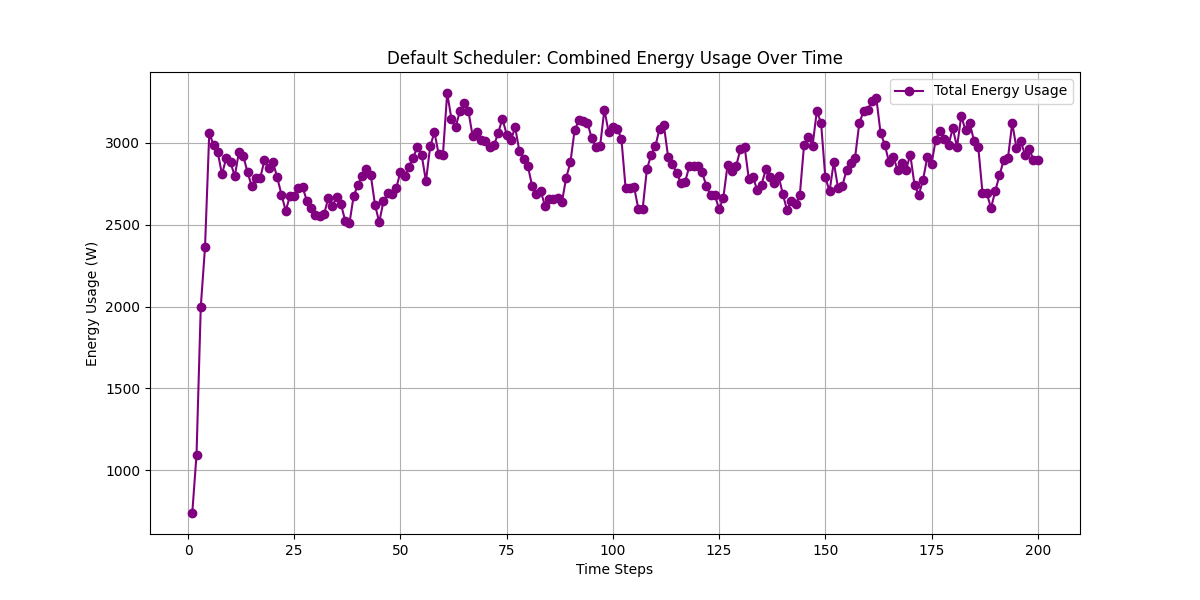 Default Scheduler: Combined Energy Usage Over Time
Total Energy Usage
Energy Usage (W)
3000
2500
2000
1500
1000
0 25 50 75 100 125 150 175 200
Time Steps